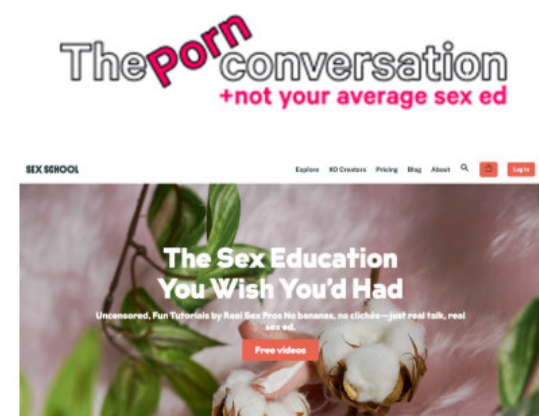 The Porn conversation
+not your average sex ed
SEX SCHOOL
Explore XO Creators Pricing Blog About Log in
The Sex Education
You Wish You'd Had
Uncensored, Fun Tutorials by Real Sex Pros No bananas, no clichés—just real talk, real
sex ed.
Free videos